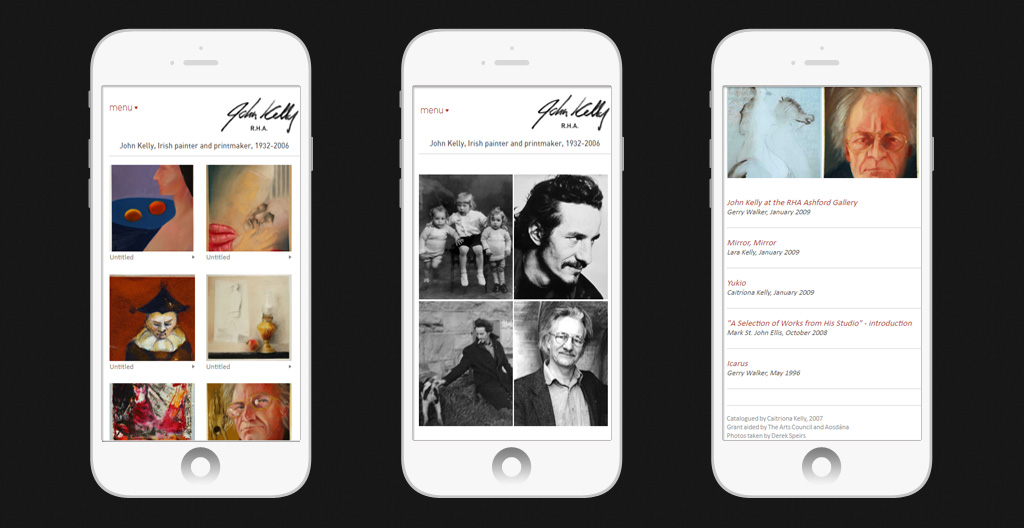 menu
John Kelly
R.H.A.
John Kelly, Irish painter and printmaker, 1932-2006
Untitled
Untitled
Untitled
Untitled
menu
John Kelly
R.H.A.
John Kelly, Irish painter and printmaker, 1932-2006
John Kelly at the RHA Ashford Gallery
Gerry Walker, January 2009
Mirror, Mirror
Lara Kelly, January 2009
Yukio
Caitriona Kelly, January 2009
"A Selection of Works from His Studio" - introduction
Mark St. John Ellis, October 2008
Icarus
Gerry Walker, May 1996
Catalogued by Caitriona Kelly, 2007
Grant aided by The Arts Council and Aosdána
Photos taken by Derek Speirs